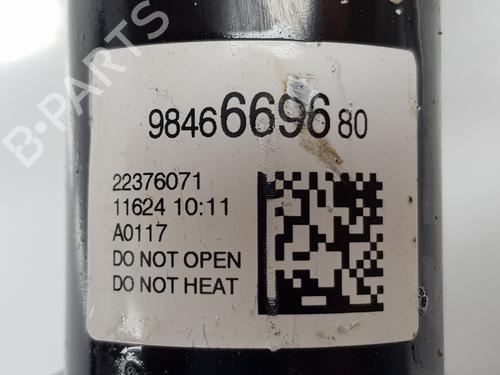 B-PARTS
9846669680
22376071
11624 10:11
A0117
DO NOT OPEN
DO NOT HEAT